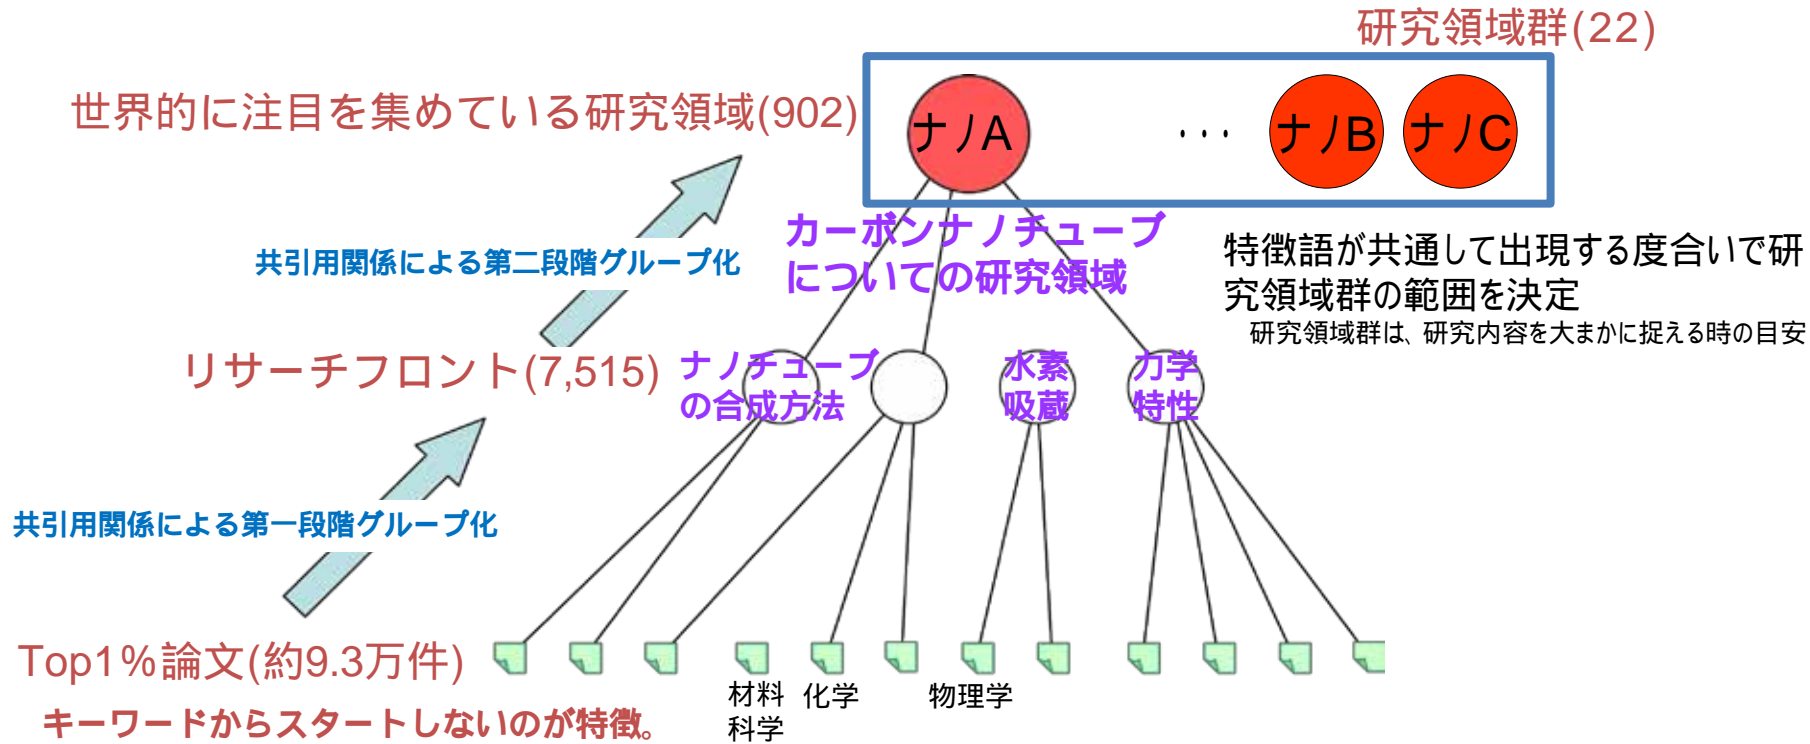 研究領域群(22)
世界的に注目を集めている研究領域(902)
ナノA
・・・
ナノB
ナノC
共引用関係による第二段階グループ化
カーボンナノチューブ
についての研究領域
特徴語が共通して出現する度合いで研
究領域群の範囲を決定
研究領域群は、研究内容を大まかに捉える時の目安
リサーチフロント(7,515)
ナノチューブ
の合成方法
水素
吸蔵
力学
特性
共引用関係による第一段階グループ化
Top1%論文(約9.3万件)
材料
科学
化学
物理学
キーワードからスタートしないのが特徴。